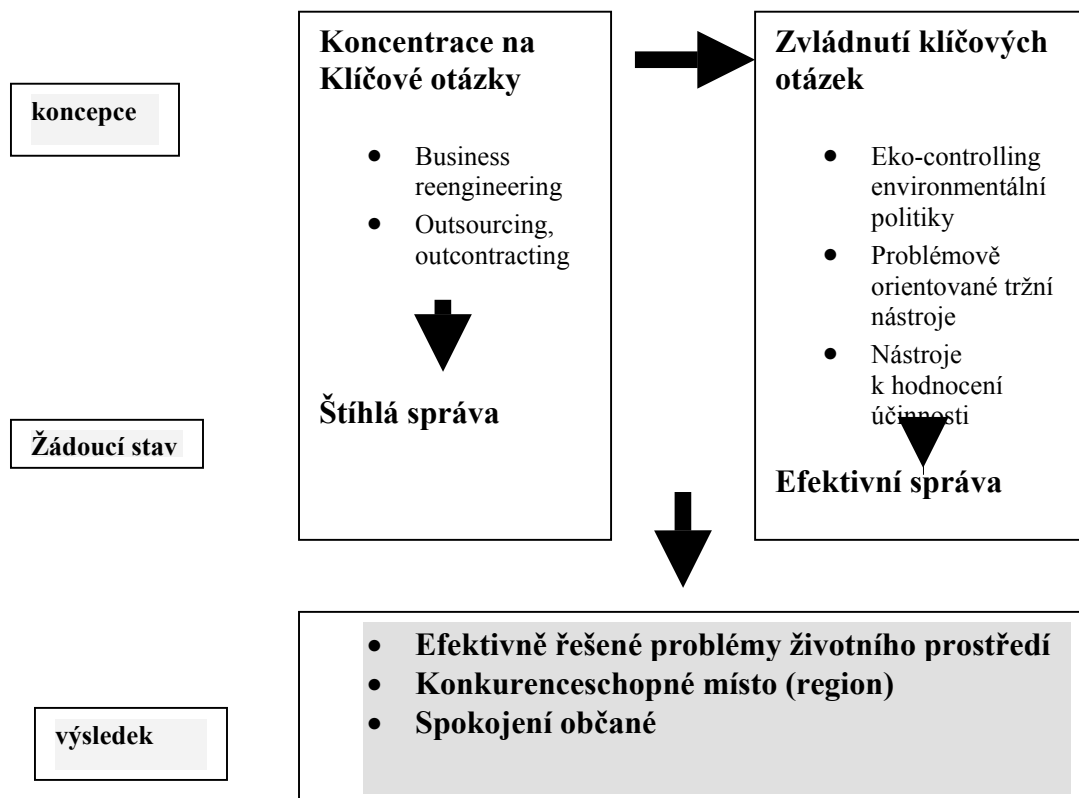 koncepce
Koncentrace na
Klíčové otázky
• Business
reengineering
• Outsourcing,
outcontracting
Štíhlá správa
Zvládnutí klíčových
otázek
• Eko-controlling
environmentální
politiky
• Problémově
orientované tržní
nástroje
• Nástroje
k hodnocení
účinnosti
Efektivní správa
Žádoucí stav
• Efektivně řešené problémy životního prostředí
• Konkurenceschopné místo (region)
• Spokojení občané
výsledek